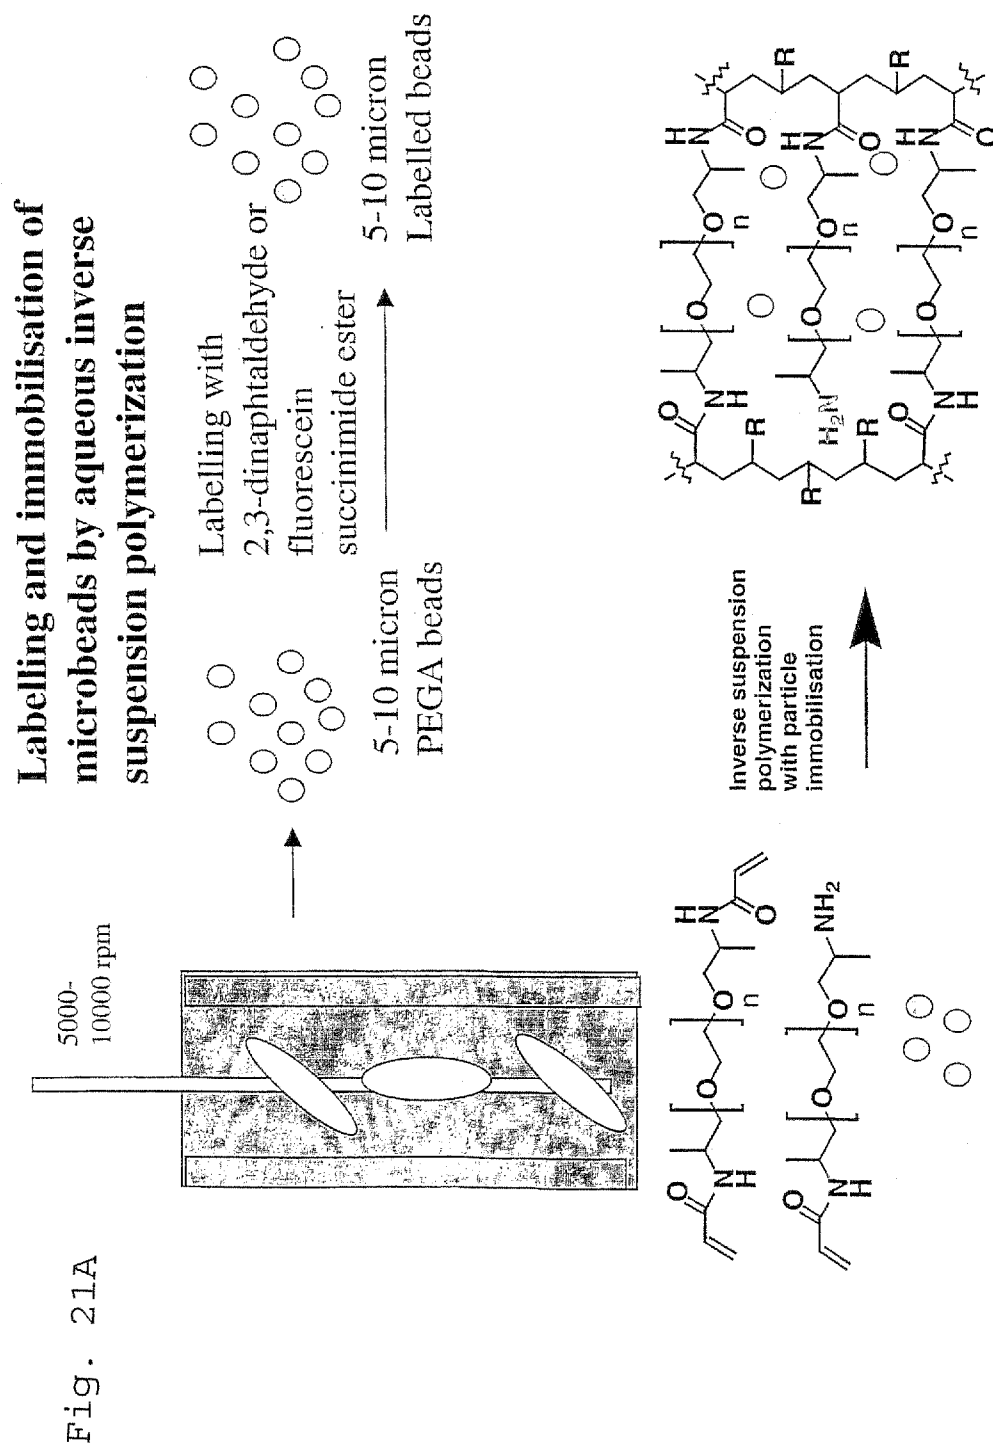 Fig. 21A
Labelling and immobilisation of
microbeads by aqueous inverse
suspension polymerization
5000-
10000 rpm
5-10 micron
PEGA beads
Labelling with
2,3-dinaphtaldehyde or
fluorescein
succinimide ester
5-10 micron
Labelled beads
O
N
H
O
O
n
H
N
O
O
N
H
O
O
n
NH2
Inverse suspension
polymerization
with particle
immobilisation
O
N
H
O
O
n
H
N
O
R
R
R
H2N
O
O
n
H
N
O
R
R
O
N
H
O
O
n
H
N
O